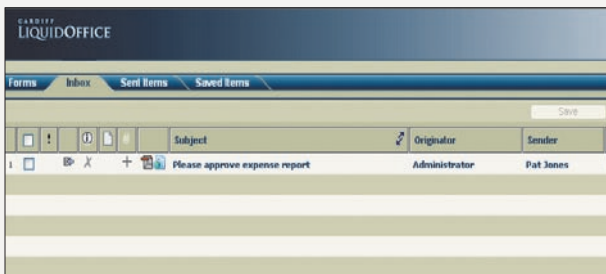 CARDIFF
LIQUIDOFFICE
Forms Inbox Sent Items Saved Items
Save
! Subject Originator Sender
1 Please approve expense report Administrator Pat Jones